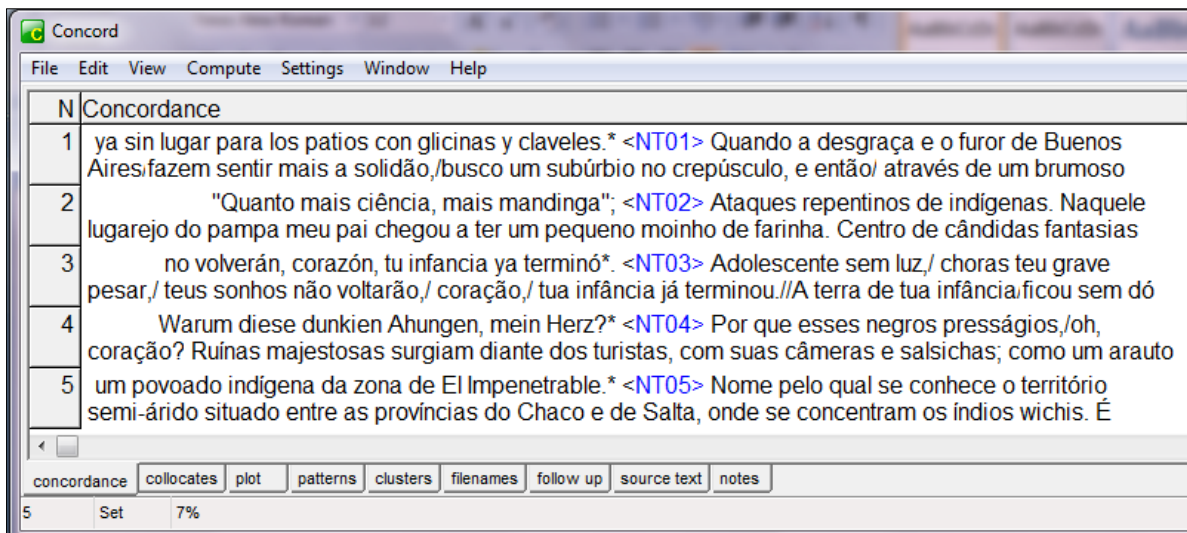 Concord
File Edit View Compute Settings Window Help
N Concordance
1 ya sin lugar para los patios con glicinas y claveles.* <NT01> Quando a desgraça e o furor de Buenos
Aires/fazem sentir mais a solidão,/busco um subúrbio no crepúsculo, e então/ através de um brumoso
2 "Quanto mais ciência, mais mandinga"; <NT02> Ataques repentinos de indígenas. Naquele
lugarejo do pampa meu pai chegou a ter um pequeno moinho de farinha. Centro de cândidas fantasias
3 no volverán, corazón, tu infancia ya terminó*. <NT03> Adolescente sem luz,/ choras teu grave
pesar,/ teus sonhos não voltarão,/ coração,/ tua infância já terminou.//A terra de tua infância/ficou sem dó
4 Warum diese dunkien Ahungen, mein Herz?* <NT04> Por que esses negros presságios,/oh,
coração? Ruínas majestosas surgiam diante dos turistas, com suas câmeras e salsichas; como um arauto
5 um povoado indígena da zona de El Impenetrable.* <NT05> Nome pelo qual se conhece o território
semi-árido situado entre as províncias do Chaco e de Salta, onde se concentram os índios wichis. É
concordance collocates plot patterns clusters filenames follow up source text notes
5 Set 7%